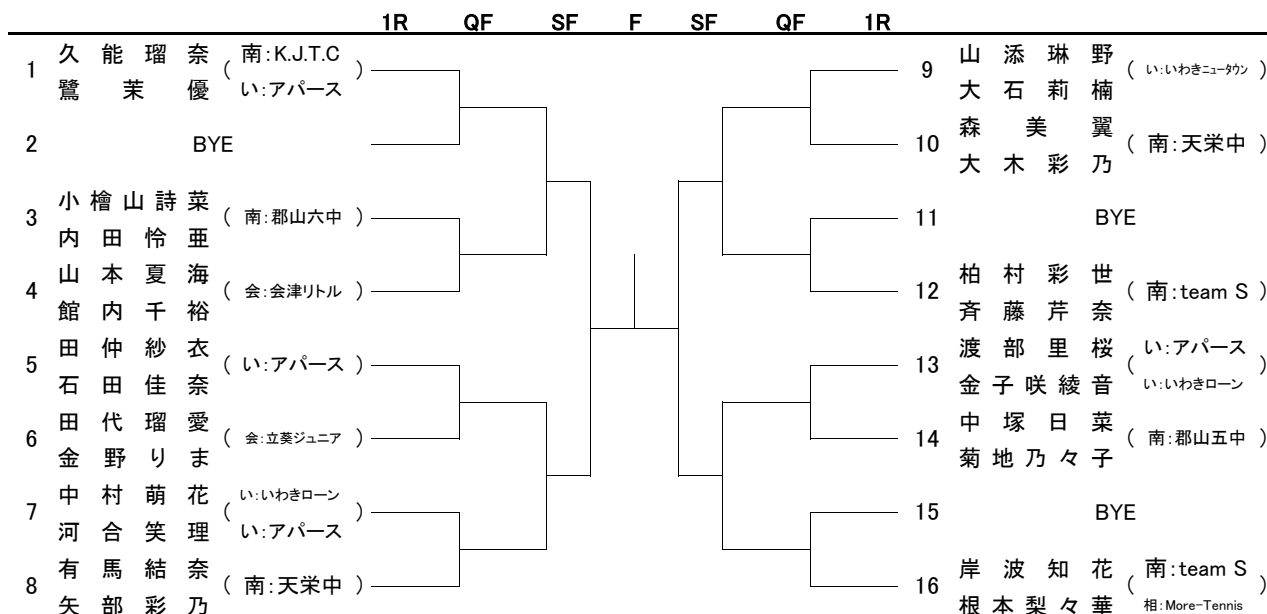 1R QF SF F SF QF 1R
1 久能瑠奈 ( 南:K.J.T.C )
鷺茉優 い:アパース
2 BYE
3 小檜山詩菜 ( 南:郡山六中 )
内田怜亜
4 山本夏海 ( 会:会津リトル )
館内千裕
5 田仲紗衣 ( い:アパース )
石田佳奈
6 田代瑠愛 ( 会:立葵ジュニア )
金野りま
7 中村萌花 ( い:いわきローン )
河合笑理 い:アパース
8 有馬結奈 ( 南:天栄中 )
矢部彩乃
9 山添琳野 ( い:いわきニュータウン )
大石莉楠
10 森美翼 ( 南:天栄中 )
大木彩乃
11 BYE
12 柏村彩世 ( 南:team S )
斉藤芹奈
13 渡部里桜 ( い:アパース )
金子咲綾音 い:いわきローン
14 中塚日菜 ( 南:郡山五中 )
菊地乃々子
15 BYE
16 岸波知花 ( 南:team S )
根本梨々華 相:More-Tennis